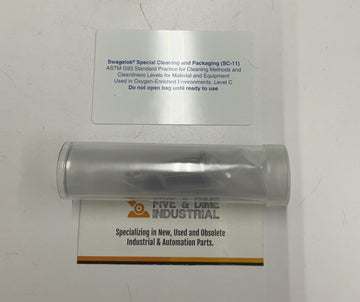 Swagelok® Special Cleaning and Packaging (SC-11)
ASTM G93 Standard Practice for Cleaning Methods and
Cleanliness Levels for Material and Equipment
Used in Oxygen-Enriched Environments, Level C
Do not open bag until ready to use
FIVE & DIME
INDUSTRIAL
Specializing in New, Used and Obsolete
Industrial & Automation Parts.